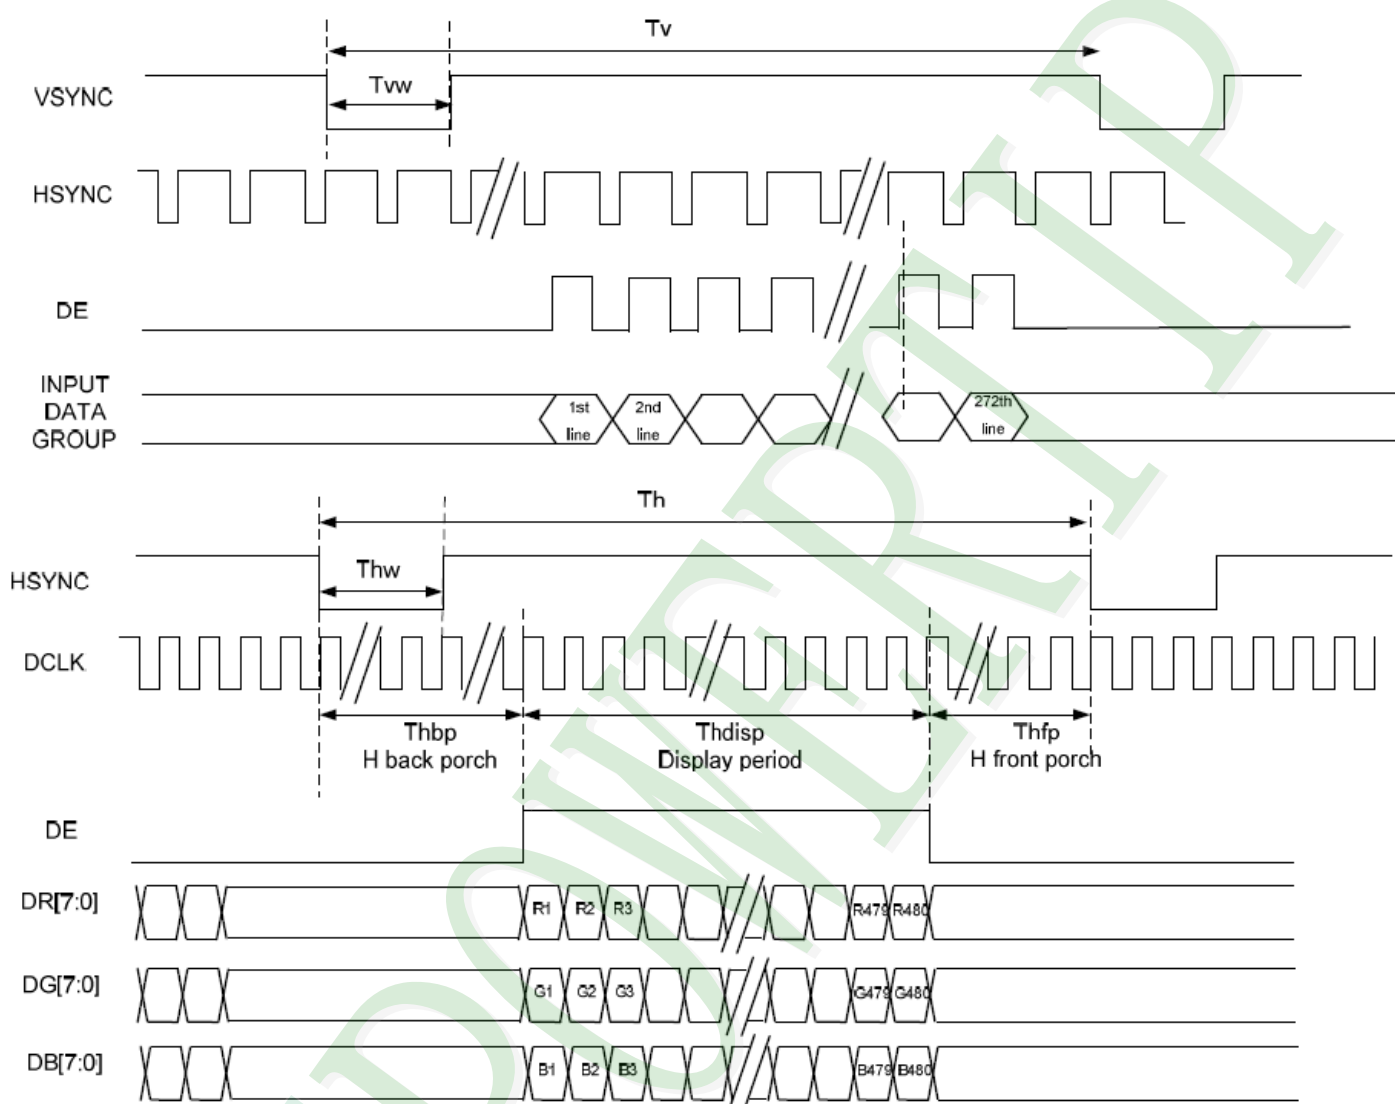 Tv
Tvw
VSYNC
HSYNC
DE
INPUT
DATA
GROUP
1st
line
2nd
line
272th
line
Th
Thw
HSYNC
DCLK
Thbp
H back porch
Thdisp
Display period
Thfp
H front porch
DE
DR[7:0]
R1 R2 R3 R479 R480
DG[7:0]
G1 G2 G3 G479 G480
DB[7:0]
B1 B2 B3 B479 B480
POWERTIP